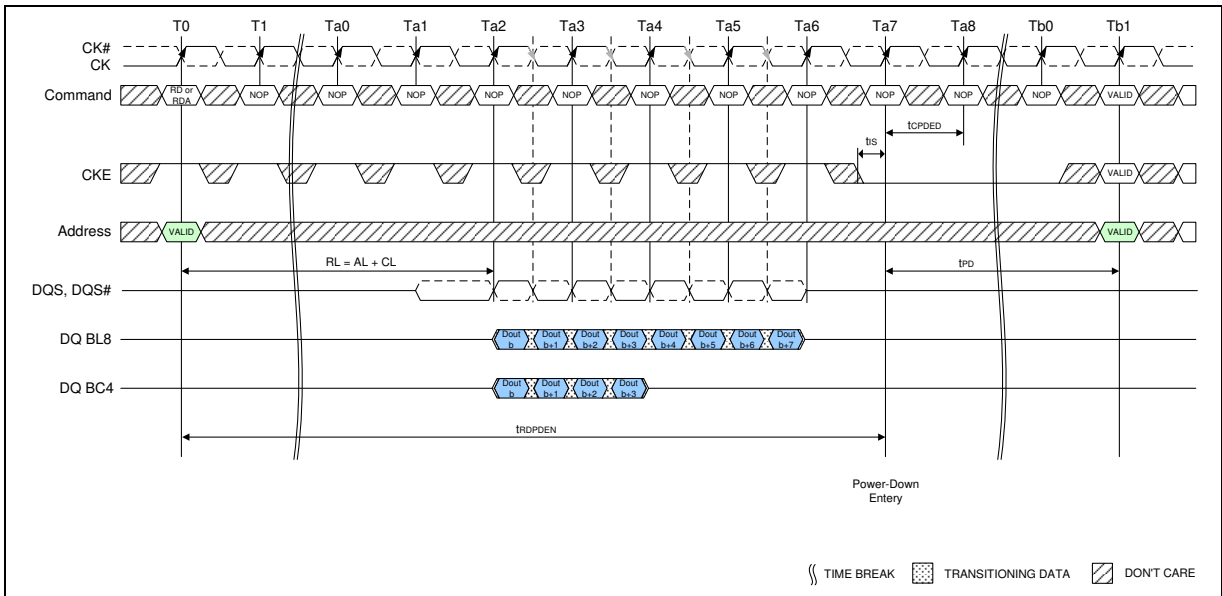 T0 T1 Ta0 Ta1 Ta2 Ta3 Ta4 Ta5 Ta6 Ta7 Ta8 Tb0 Tb1
CK#
CK
Command
RD or
RDA
NOP NOP NOP NOP NOP NOP NOP NOP NOP NOP NOP VALID
tCPDED
tIS
CKE
VALID
Address
VALID VALID
RL = AL + CL
tPD
DQS, DQS#
DQ BL8
Dout Dout Dout Dout Dout Dout Dout Dout
b b+1 b+2 b+3 b+4 b+5 b+6 b+7
DQ BC4
Dout Dout Dout Dout
b b+1 b+2 b+3
tRDPDEN
Power-Down
Entery
TIME BREAK TRANSITIONING DATA DON'T CARE